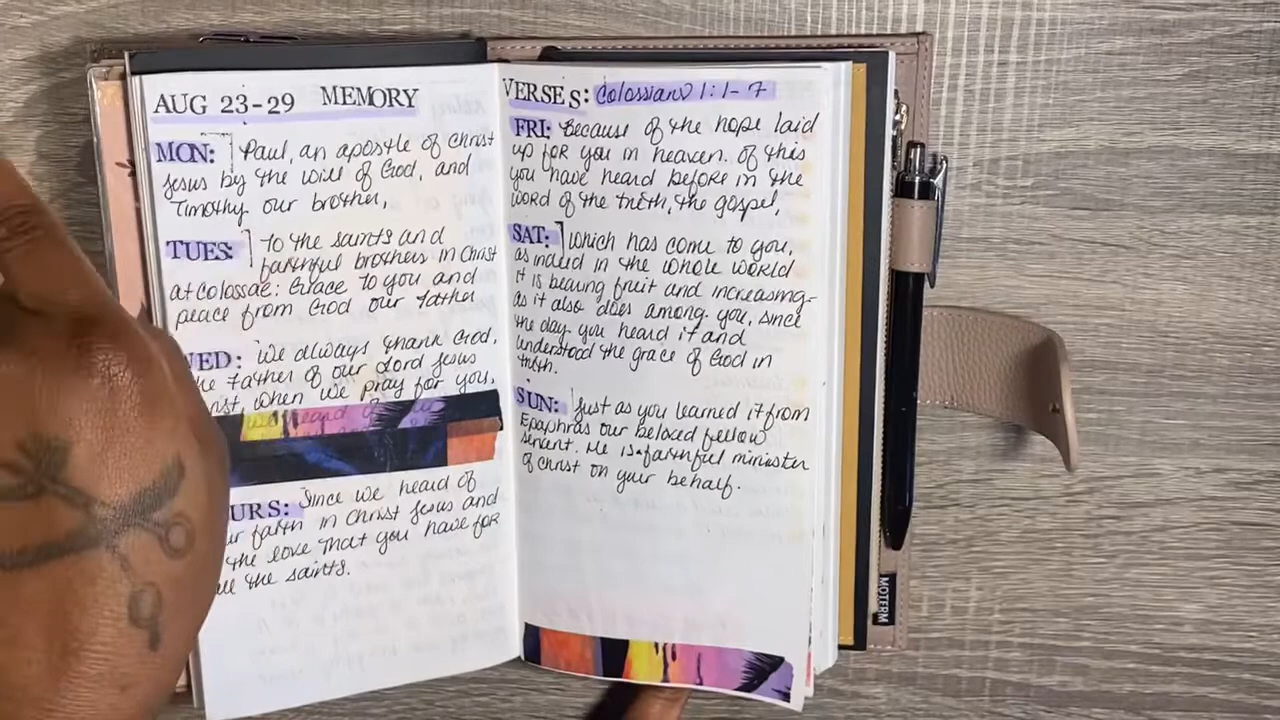 AUG 23-29 MEMORY
MON: Paul, an apostle of Christ
Jesus by the will of God, and
Timothy our brother,
TUES: To the saints and
faithful brothers in Christ
at Colossae: Grace to you and
peace from God our father
NED: We always thank God,
he father of our Lord Jesus
rist, when we pray for you,
URS: Since we heard of
ur faith in Christ Jesus and
the love that you have for
all the saints.
VERSES: Colossians 1:1-7
FRI: Because of the hope laid
up for you in heaven. Of this
you have heard before in the
word of the truth, the gospel,
SAT: Which has come to you,
as indeed in the whole world
it is bearing fruit and increasing-
as it also does among you, since
the day you heard it and
understood the grace of God in
truth.
SUN: Just as you learned it from
Epaphras our beloved fellow
servant. He is a faithful minister
of Christ on your behalf.
MOTERM